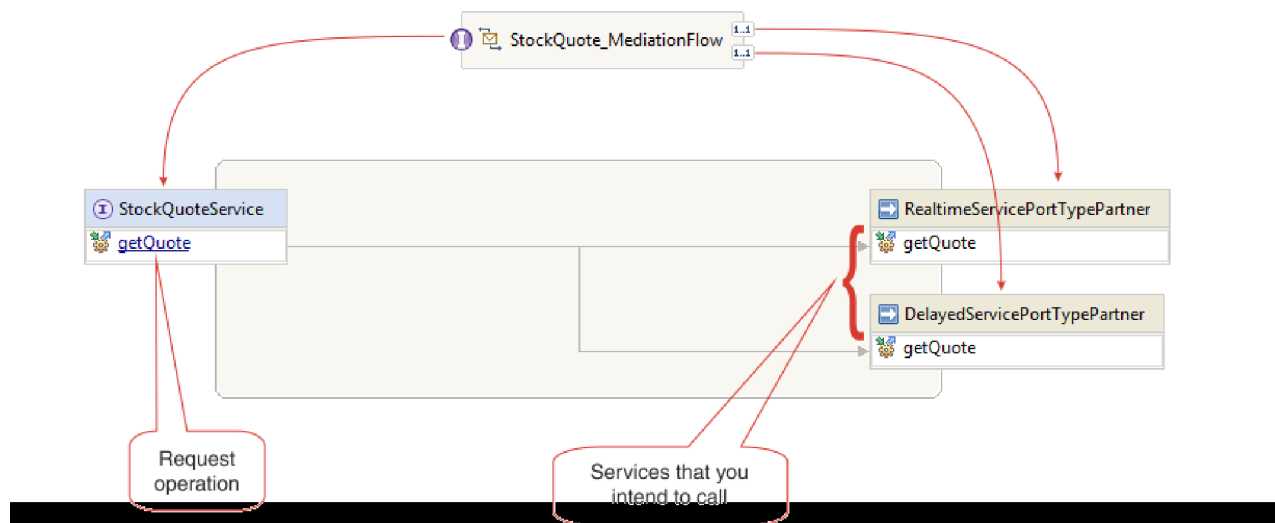 StockQuote_MediationFlow
1..1
1..1
StockQuoteService
getQuote
RealtimeServicePortTypePartner
getQuote
DelayedServicePortTypePartner
getQuote
Request
operation
Services that you
intend to call